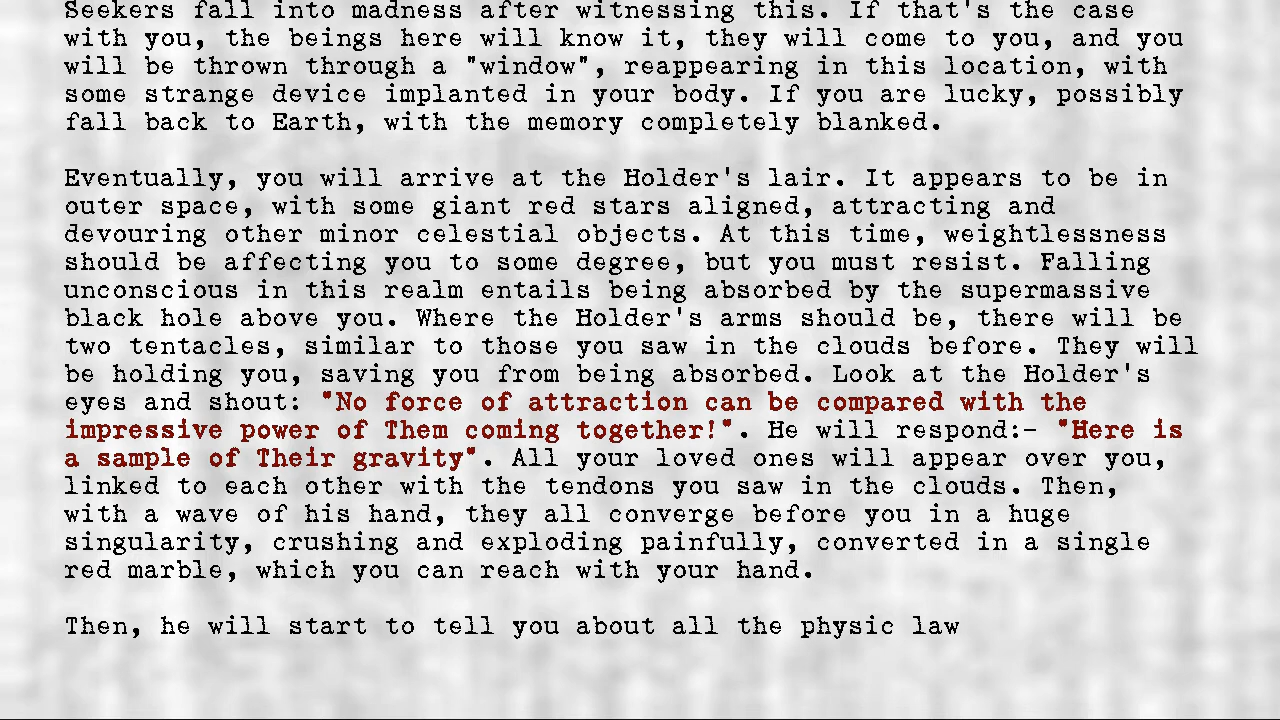 Seekers fall into madness after witnessing this. If that's the case
with you, the beings here will know it, they will come to you, and you
will be thrown through a "window", reappearing in this location, with
some strange device implanted in your body. If you are lucky, possibly
fall back to Earth, with the memory completely blanked.
Eventually, you will arrive at the Holder's lair. It appears to be in
outer space, with some giant red stars aligned, attracting and
devouring other minor celestial objects. At this time, weightlessness
should be affecting you to some degree, but you must resist. Falling
unconscious in this realm entails being absorbed by the supermassive
black hole above you. Where the Holder's arms should be, there will be
two tentacles, similar to those you saw in the clouds before. They will
be holding you, saving you from being absorbed. Look at the Holder's
eyes and shout: "No force of attraction can be compared with the
impressive power of Them coming together!". He will respond:- "Here is
a sample of Their gravity". All your loved ones will appear over you,
linked to each other with the tendons you saw in the clouds. Then,
with a wave of his hand, they all converge before you in a huge
singularity, crushing and exploding painfully, converted in a single
red marble, which you can reach with your hand.
Then, he will start to tell you about all the physic law